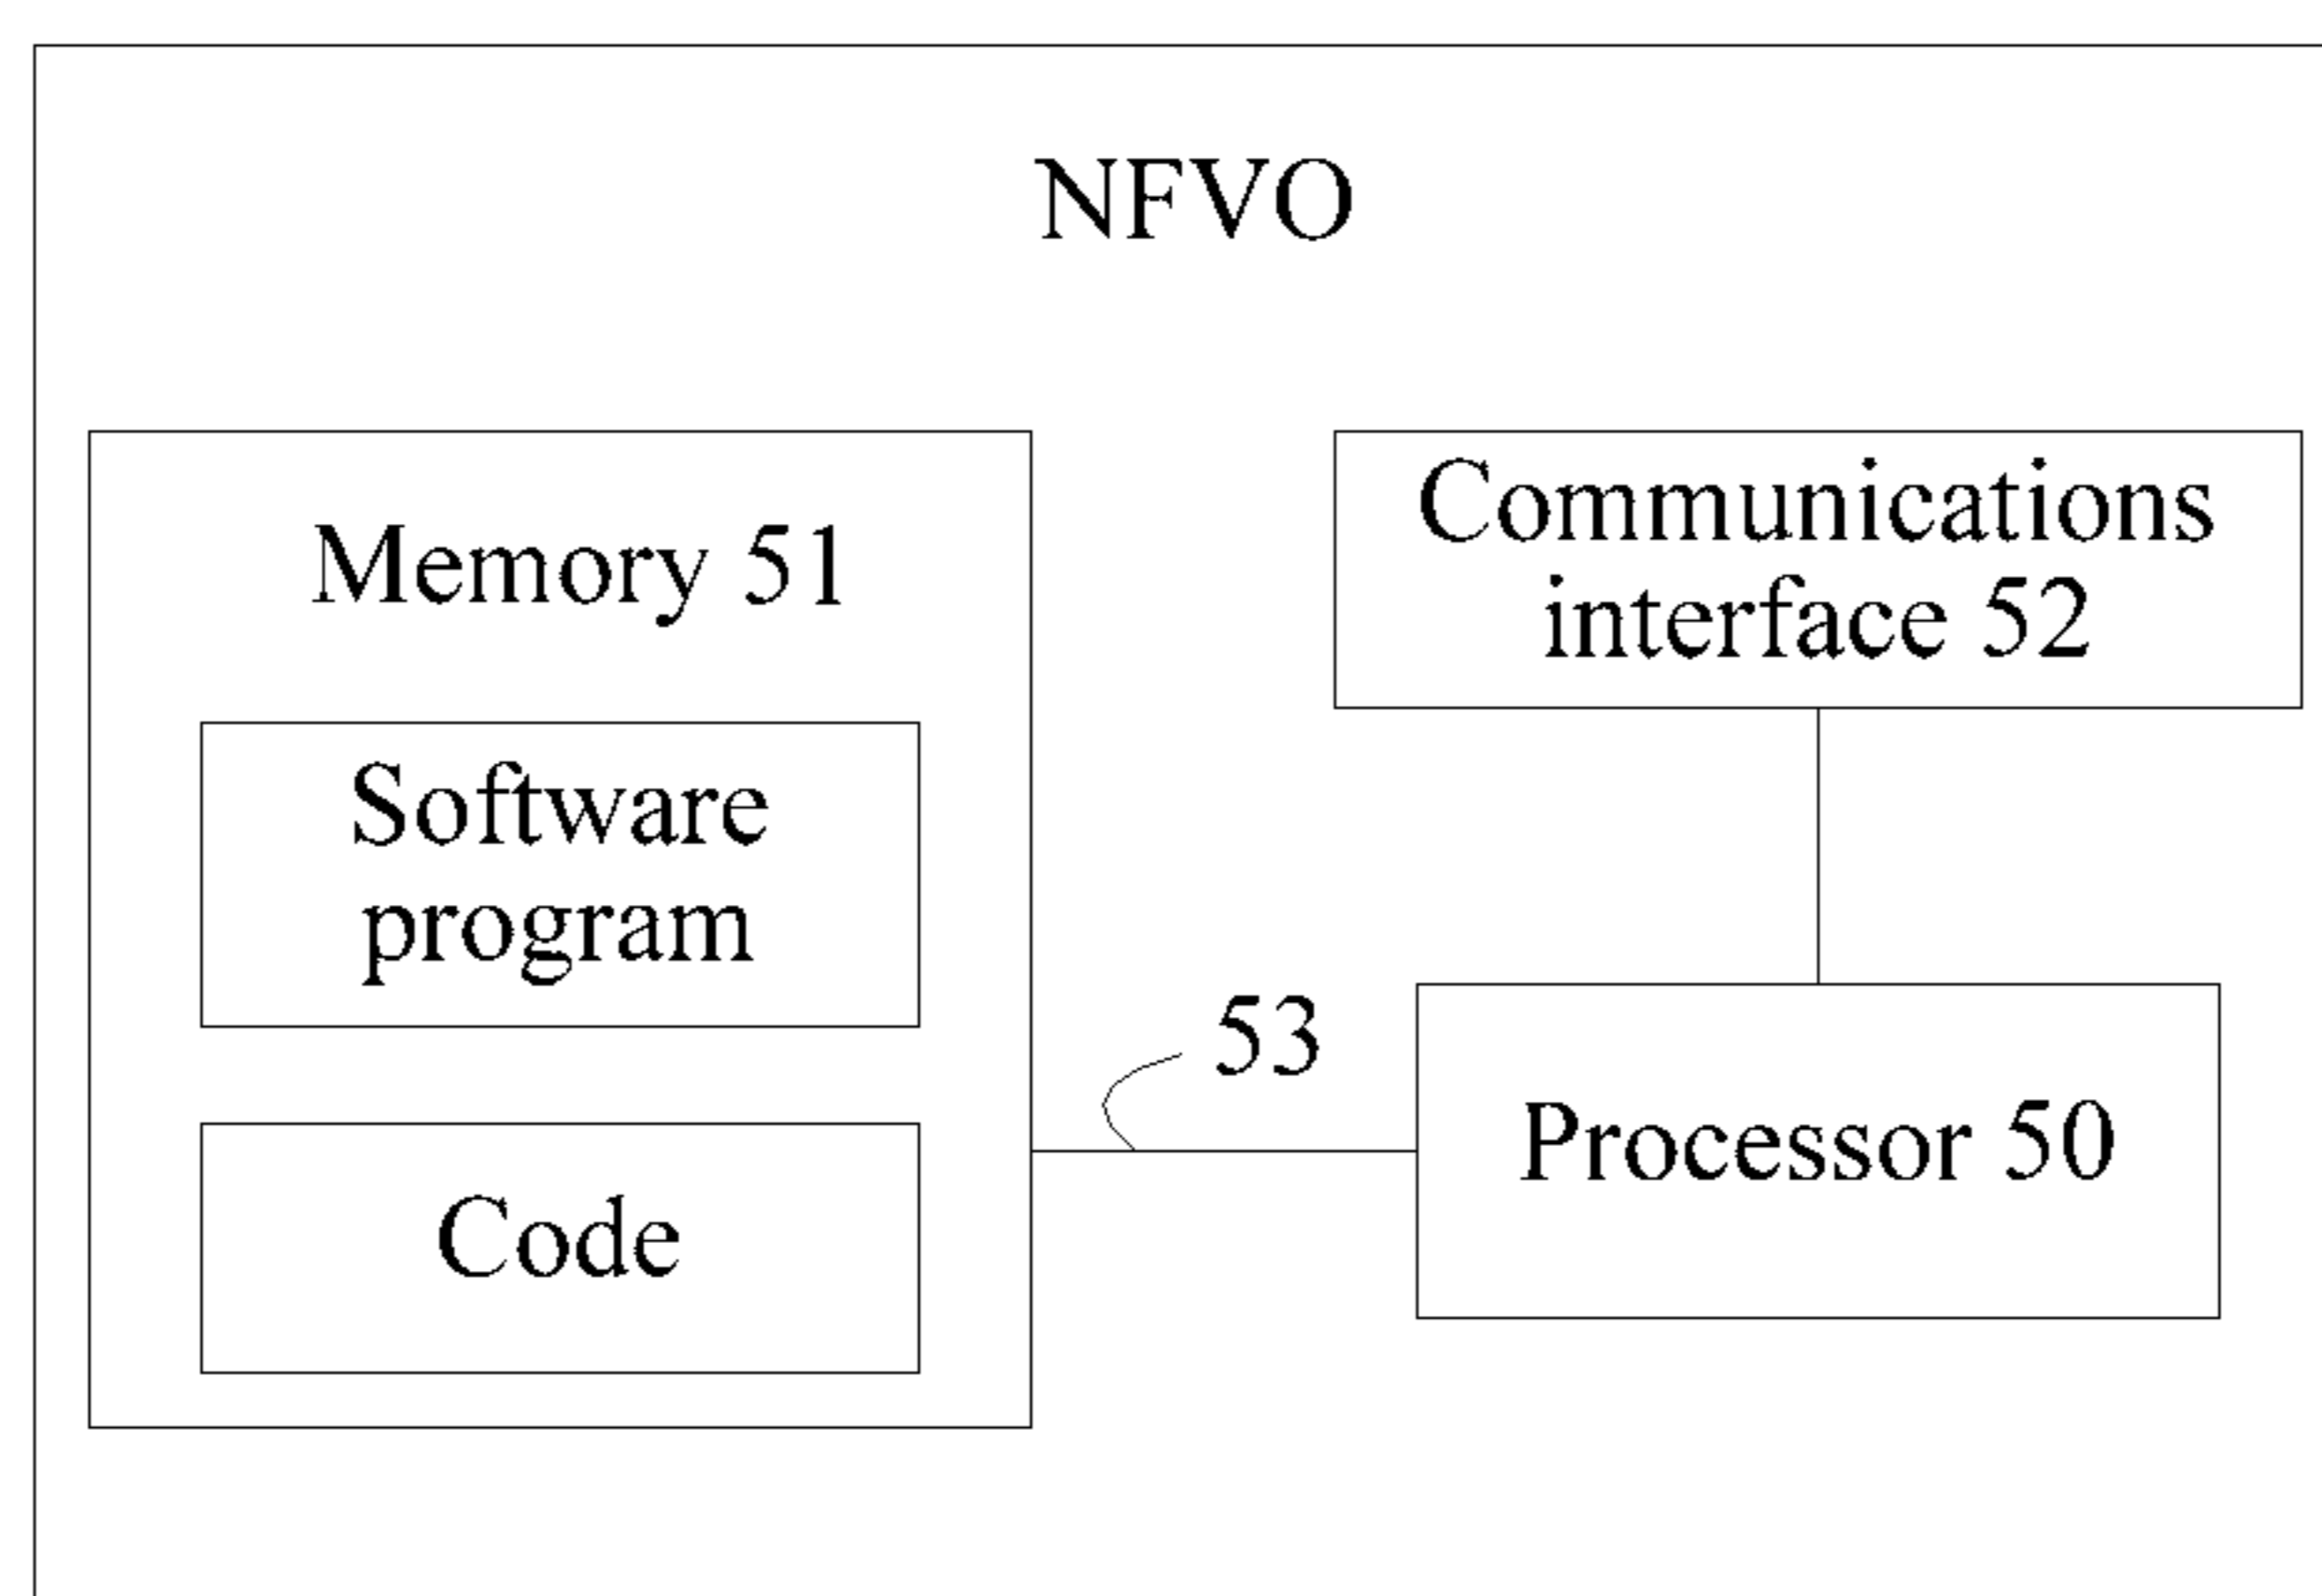 NFVO
Memory 51
Software
program
Code
Communications
interface 52
53
Processor 50